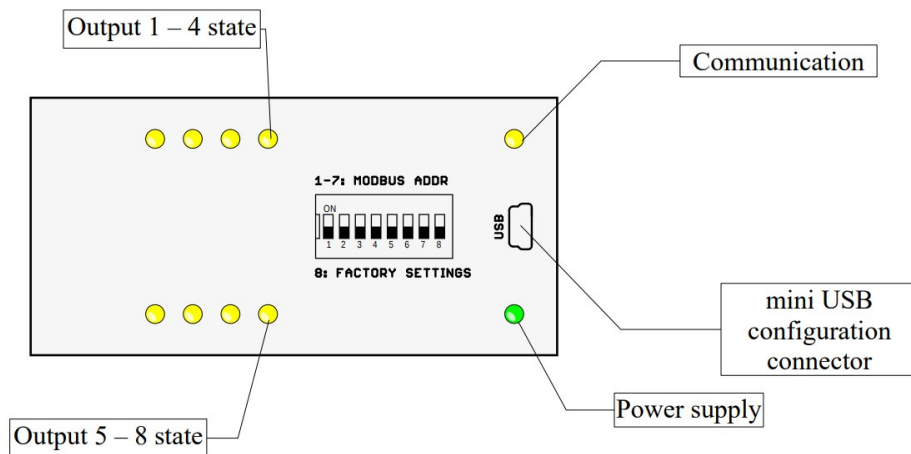 Output 1 – 4 state
Communication
1-7: MODBUS ADDR
ON
1 2 3 4 5 6 7 8
USB
8: FACTORY SETTINGS
mini USB
configuration
connector
Power supply
Output 5 – 8 state